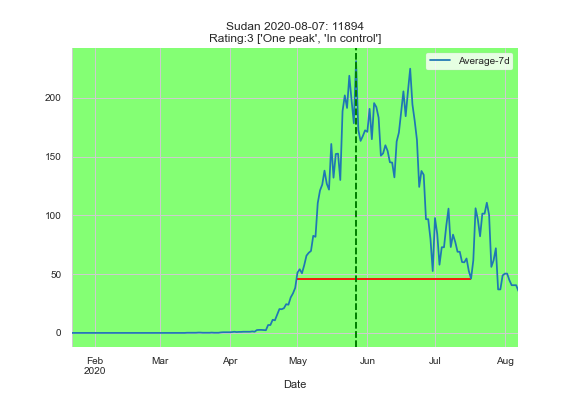 Sudan 2020-08-07: 11894
Rating:3 ['One peak', 'In control']
Average-7d
200
150
100
50
0
Feb
2020
Mar
Apr
May
Jun
Jul
Aug
Date